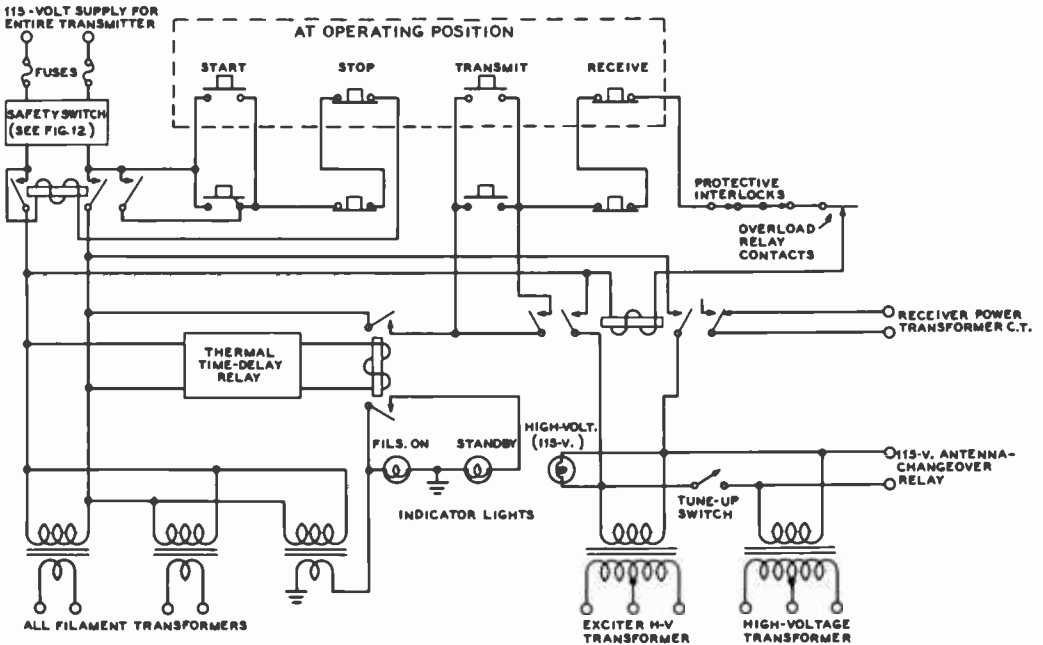 115-VOLT SUPPLY FOR
ENTIRE TRANSMITTER
FUSES
SAFETY SWITCH
(SEE FIG. 12)
AT OPERATING POSITION
START
STOP
TRANSMIT
RECEIVE
PROTECTIVE
INTERLOCKS
OVERLOAD
RELAY
CONTACTS
RECEIVER POWER
TRANSFORMER C.T.
THERMAL
TIME-DELAY
RELAY
FILS. ON
STANDBY
INDICATOR LIGHTS
HIGH-VOLT.
(115-V.)
115-V. ANTENNA-
CHANGEOVER
RELAY
TUNE-UP
SWITCH
ALL FILAMENT TRANSFORMERS
EXCITER H-V
TRANSFORMER
HIGH-VOLTAGE
TRANSFORMER